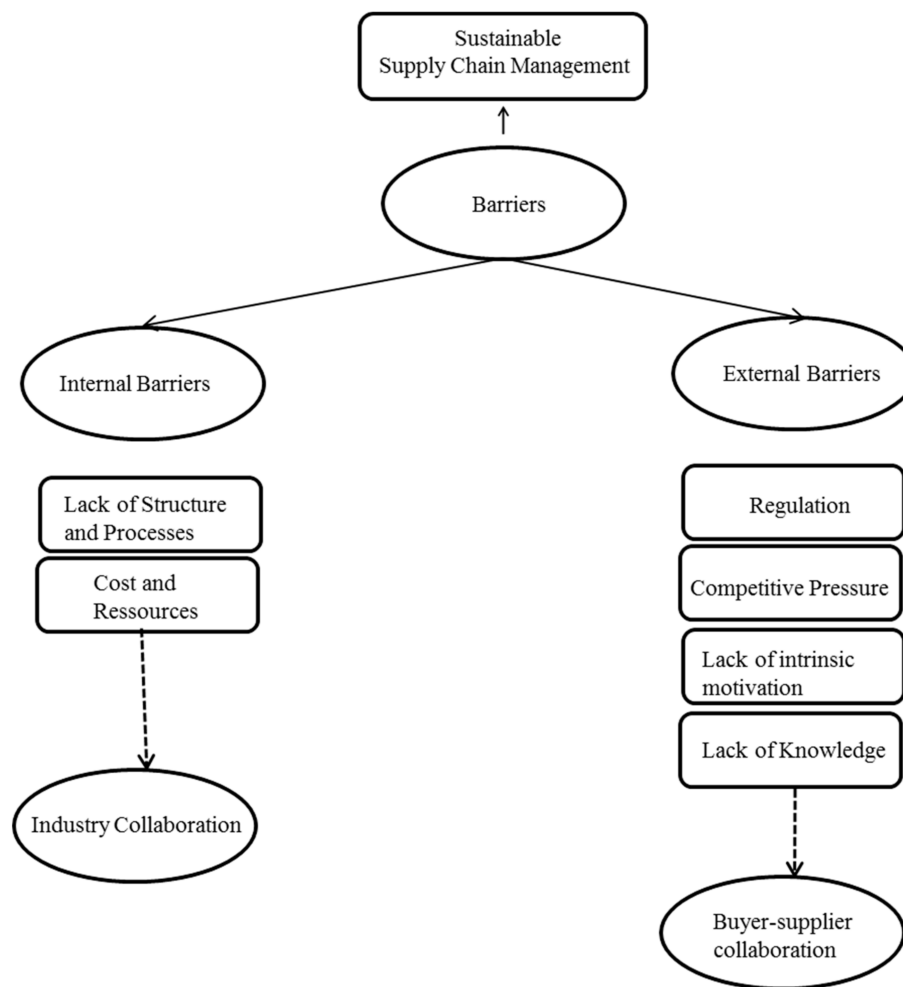 Sustainable
Supply Chain Management
Barriers
Internal Barriers
External Barriers
Lack of Structure
and Processes
Cost and
Ressources
Regulation
Competitive Pressure
Lack of intrinsic
motivation
Lack of Knowledge
Industry Collaboration
Buyer-supplier
collaboration